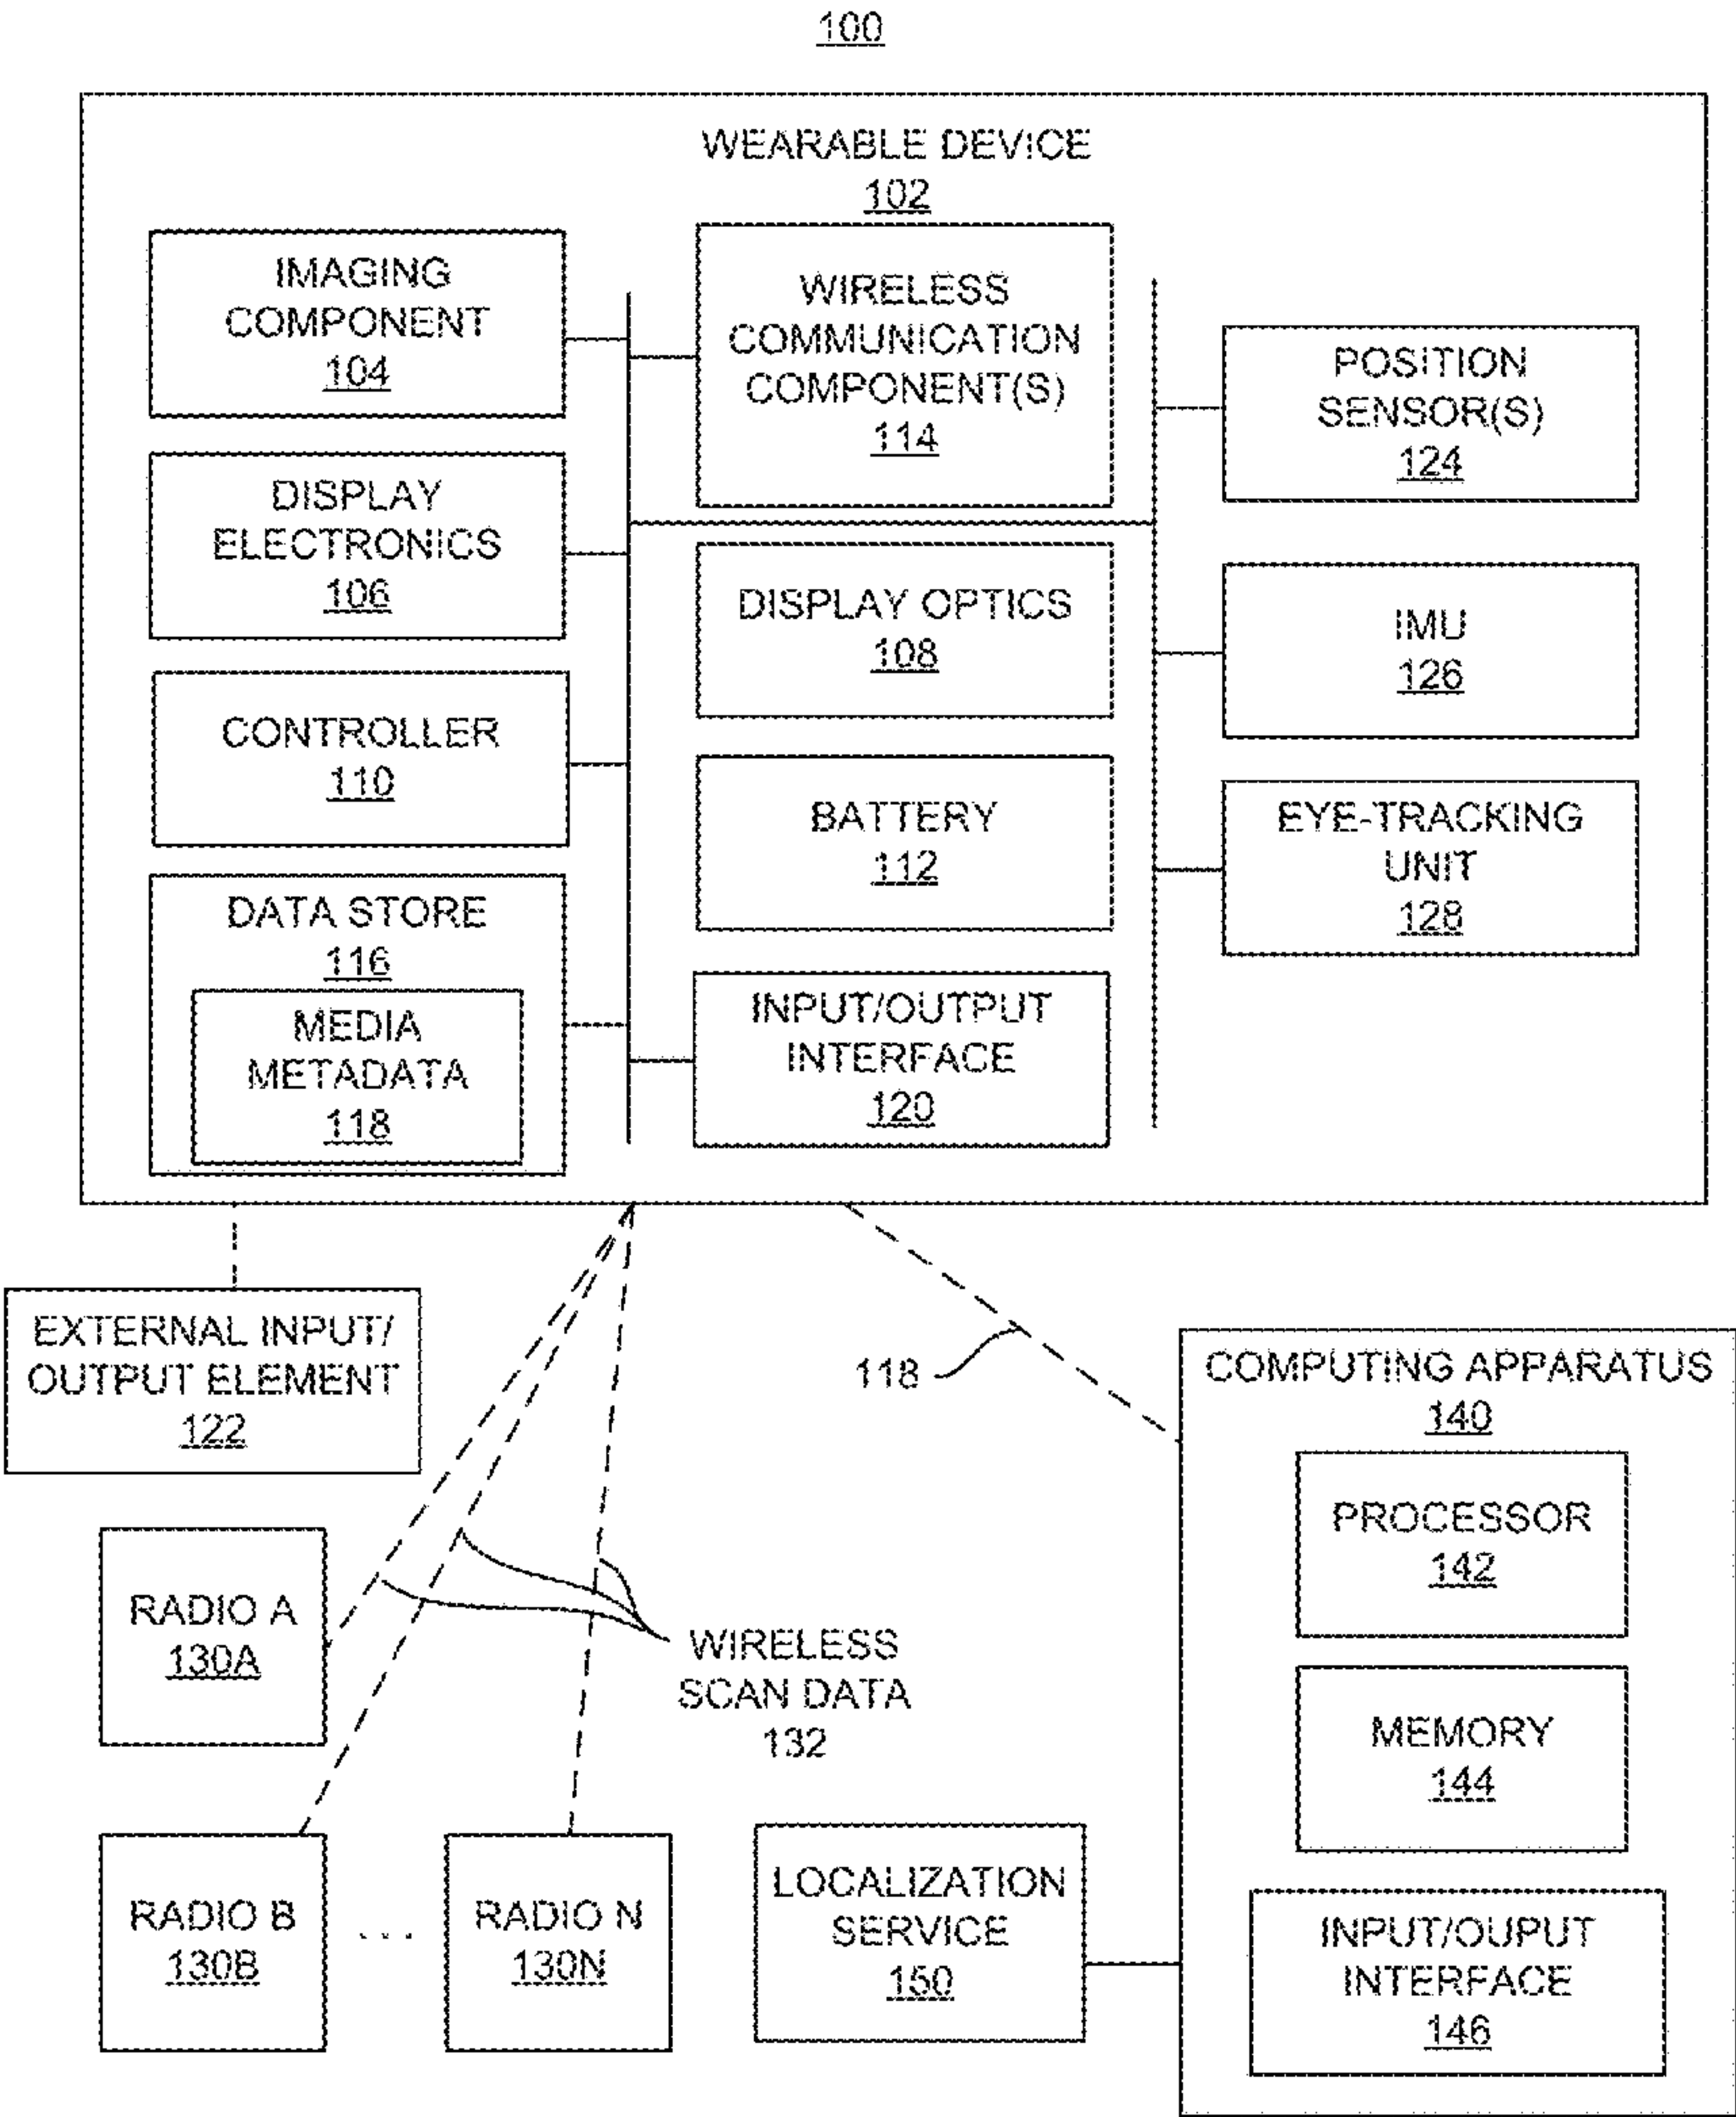 100
WEARABLE DEVICE
102
IMAGING
COMPONENT
104
WIRELESS
COMMUNICATION
COMPONENT(S)
114
POSITION
SENSOR(S)
124
DISPLAY
ELECTRONICS
106
DISPLAY OPTICS
108
IMU
126
CONTROLLER
110
BATTERY
112
EYE-TRACKING
UNIT
128
DATA STORE
116
MEDIA
METADATA
118
INPUT/OUTPUT
INTERFACE
120
EXTERNAL INPUT/
OUTPUT ELEMENT
122
118
COMPUTING APPARATUS
140
PROCESSOR
142
MEMORY
144
INPUT/OUPUT
INTERFACE
146
RADIO A
130A
WIRELESS
SCAN DATA
132
RADIO B
130B
...
RADIO N
130N
LOCALIZATION
SERVICE
150